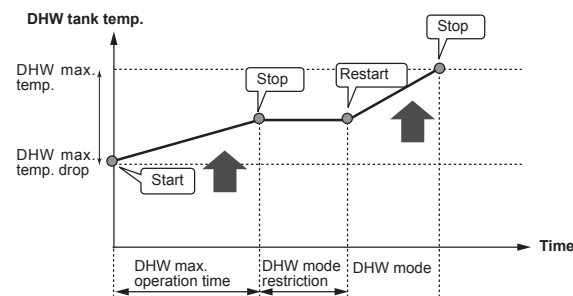 DHW tank temp.
Stop
DHW max.
temp.
Stop
Restart
DHW max.
temp. drop
Start
Time
DHW max.
operation time
DHW mode
restriction
DHW mode